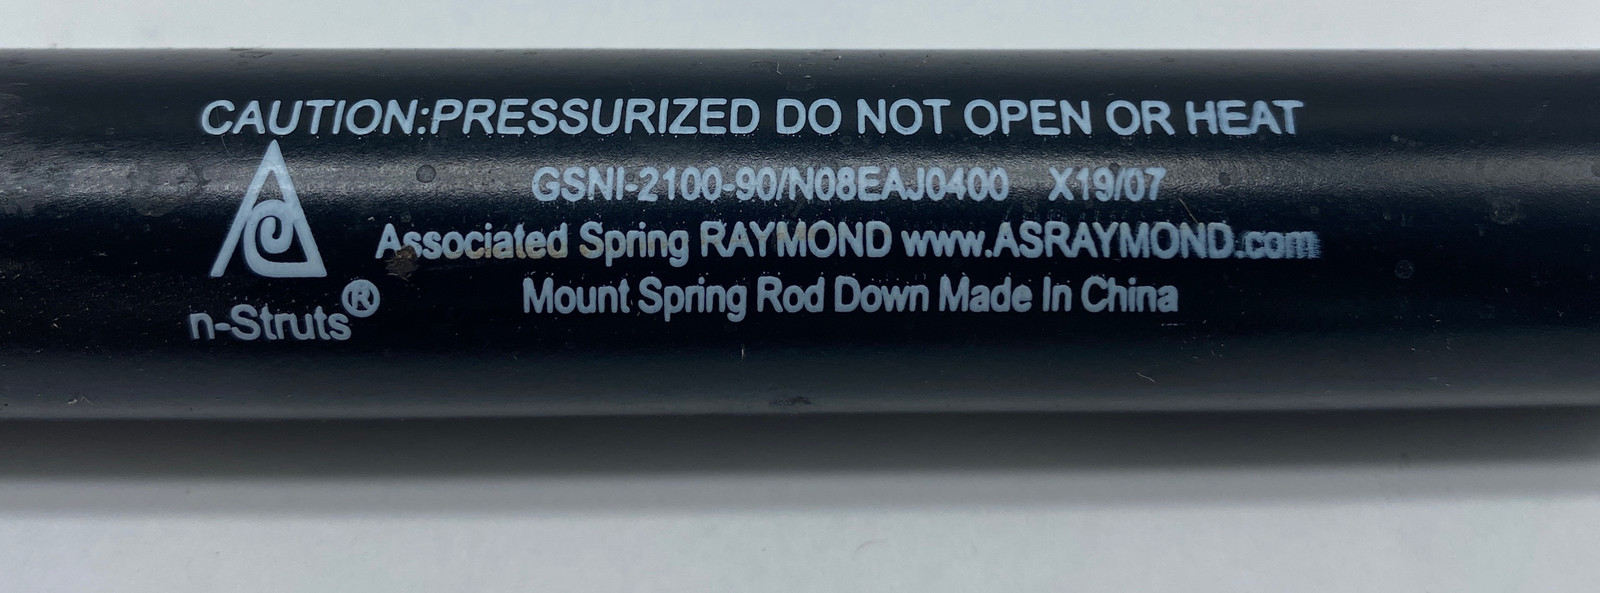 CAUTION:PRESSURIZED DO NOT OPEN OR HEAT
GSNI-2100-90/N08EAJ0400 X19/07
Associated Spring RAYMOND www.ASRAYMOND.com
Mount Spring Rod Down Made In China
n-Struts®